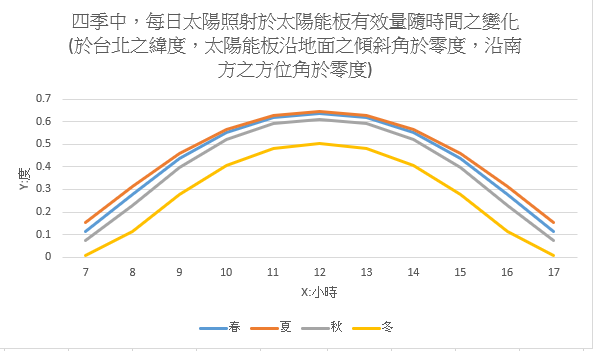 四季中，每日太陽照射於太陽能板有效量隨時間之變化
(於台北之緯度，太陽能板沿地面之傾斜角於零度，沿南
方之方位角於零度)
0.7
0.6
0.5
0.4
0.3
0.2
0.1
0
Y:度
7 8 9 10 11 12 13 14 15 16 17
X:小時
春 夏 秋 冬